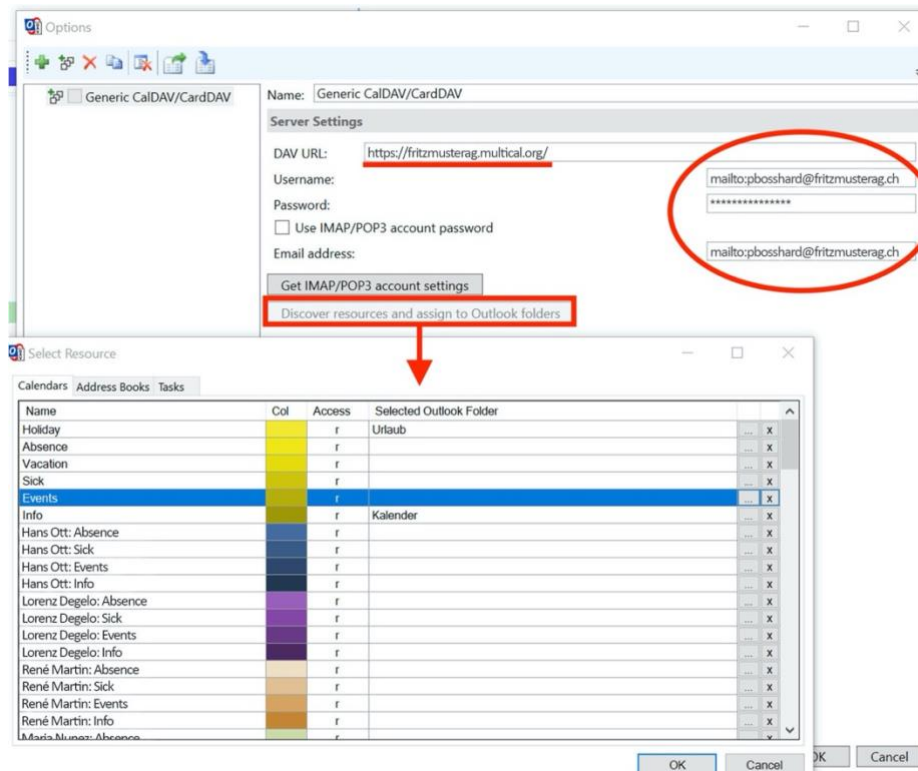 Options
Generic CalDAV/CardDAV
Name: Generic CalDAV/CardDAV
Server Settings
DAV URL: https://fritzmusterag.multical.org/
Username: mailto:pbosshard@fritzmusterag.ch
Password: ***************
Use IMAP/POP3 account password
Email address: mailto:pbosshard@fritzmusterag.ch
Get IMAP/POP3 account settings
Discover resources and assign to Outlook folders
Select Resource
Calendars Address Books Tasks
Name Col Access Selected Outlook Folder
Holiday r Urlaub ... x
Absence r ... x
Vacation r ... x
Sick r ... x
Events r ... x
Info r Kalender ... x
Hans Ott: Absence r ... x
Hans Ott: Sick r ... x
Hans Ott: Events r ... x
Hans Ott: Info r ... x
Lorenz Degelo: Absence r ... x
Lorenz Degelo: Sick r ... x
Lorenz Degelo: Events r ... x
Lorenz Degelo: Info r ... x
René Martin: Absence r ... x
René Martin: Sick r ... x
René Martin: Events r ... x
René Martin: Info r ... x
Maria Nunez: Absence r
OK Cancel
OK Cancel